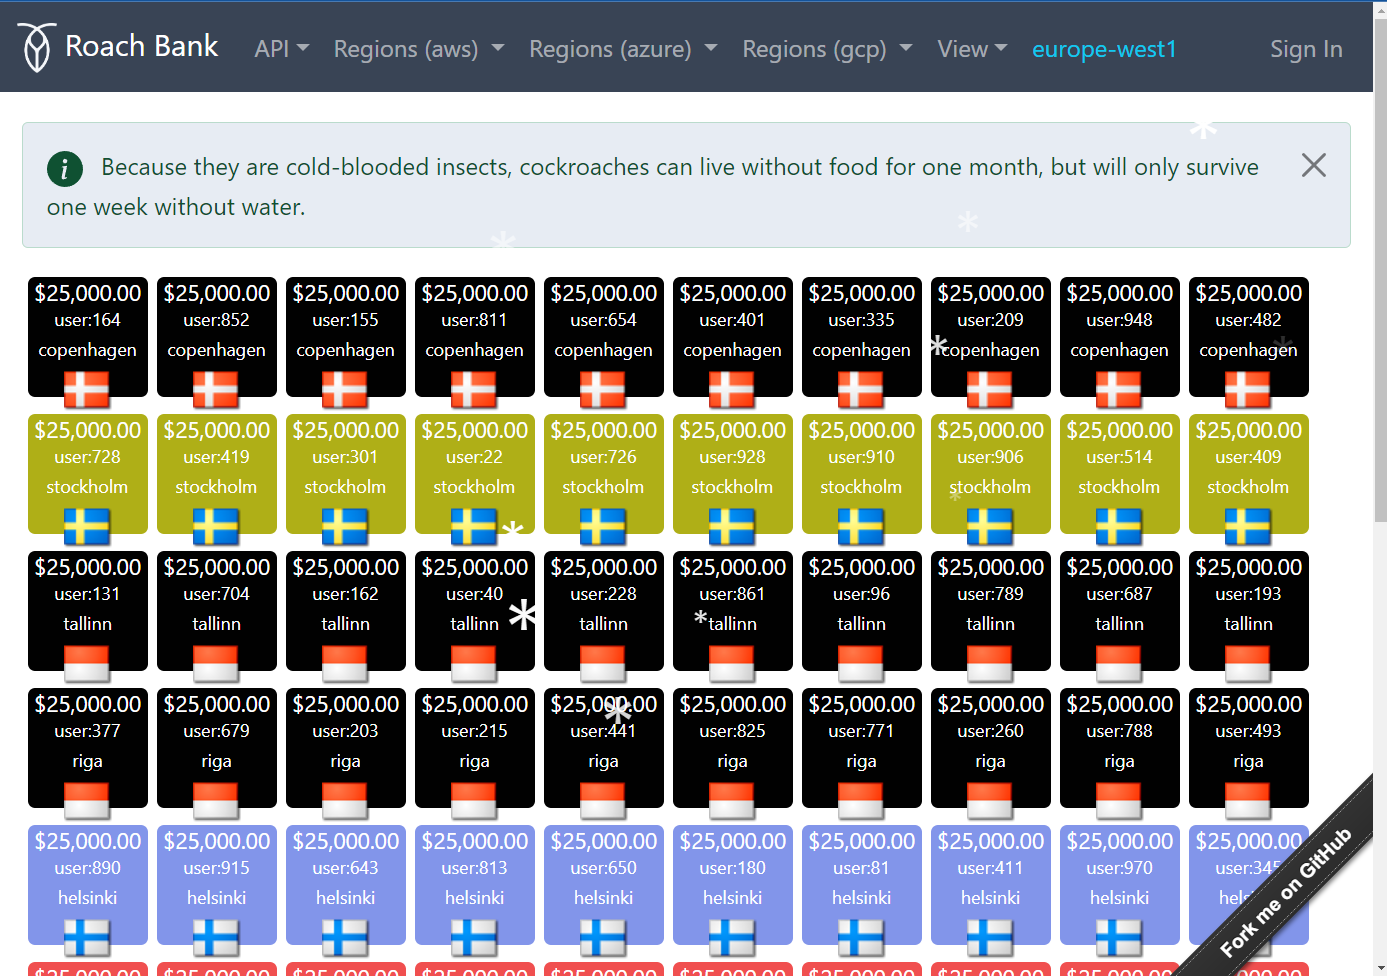 Roach Bank API Regions (aws) Regions (azure) Regions (gcp) View europe-west1 Sign In
i Because they are cold-blooded insects, cockroaches can live without food for one month, but will only survive
one week without water.
$25,000.00 $25,000.00 $25,000.00 $25,000.00 $25,000.00 $25,000.00 $25,000.00 $25,000.00 $25,000.00 $25,000.00
user:164 user:852 user:155 user:811 user:654 user:401 user:335 user:209 user:948 user:482
copenhagen copenhagen copenhagen copenhagen copenhagen copenhagen copenhagen copenhagen copenhagen copenhagen
$25,000.00 $25,000.00 $25,000.00 $25,000.00 $25,000.00 $25,000.00 $25,000.00 $25,000.00 $25,000.00 $25,000.00
user:728 user:419 user:301 user:22 user:726 user:928 user:910 user:906 user:514 user:409
stockholm stockholm stockholm stockholm stockholm stockholm stockholm stockholm stockholm stockholm
$25,000.00 $25,000.00 $25,000.00 $25,000.00 $25,000.00 $25,000.00 $25,000.00 $25,000.00 $25,000.00 $25,000.00
user:131 user:704 user:162 user:40 user:228 user:861 user:96 user:789 user:687 user:193
tallinn tallinn tallinn tallinn tallinn tallinn tallinn tallinn tallinn tallinn
$25,000.00 $25,000.00 $25,000.00 $25,000.00 $25,000.00 $25,000.00 $25,000.00 $25,000.00 $25,000.00 $25,000.00
user:377 user:679 user:203 user:215 user:441 user:825 user:771 user:260 user:788 user:493
riga riga riga riga riga riga riga riga riga riga
$25,000.00 $25,000.00 $25,000.00 $25,000.00 $25,000.00 $25,000.00 $25,000.00 $25,000.00 $25,000.00 $25,000.00
user:890 user:915 user:643 user:813 user:650 user:180 user:81 user:411 user:970 user:345
helsinki helsinki helsinki helsinki helsinki helsinki helsinki helsinki helsinki
Fork me on GitHub